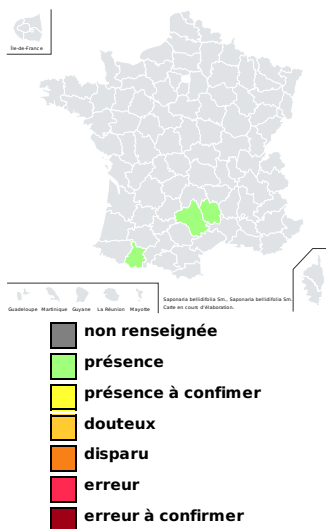 Île-de-France
Guadeloupe Martinique Guyane La Réunion Mayotte
Saponaria bellidifolia Sm., Saponaria bellidifolia Sm.
Carte en cours d'élaboration.
non renseignée
présence
présence à confimer
douteux
disparu
erreur
erreur à confirmer